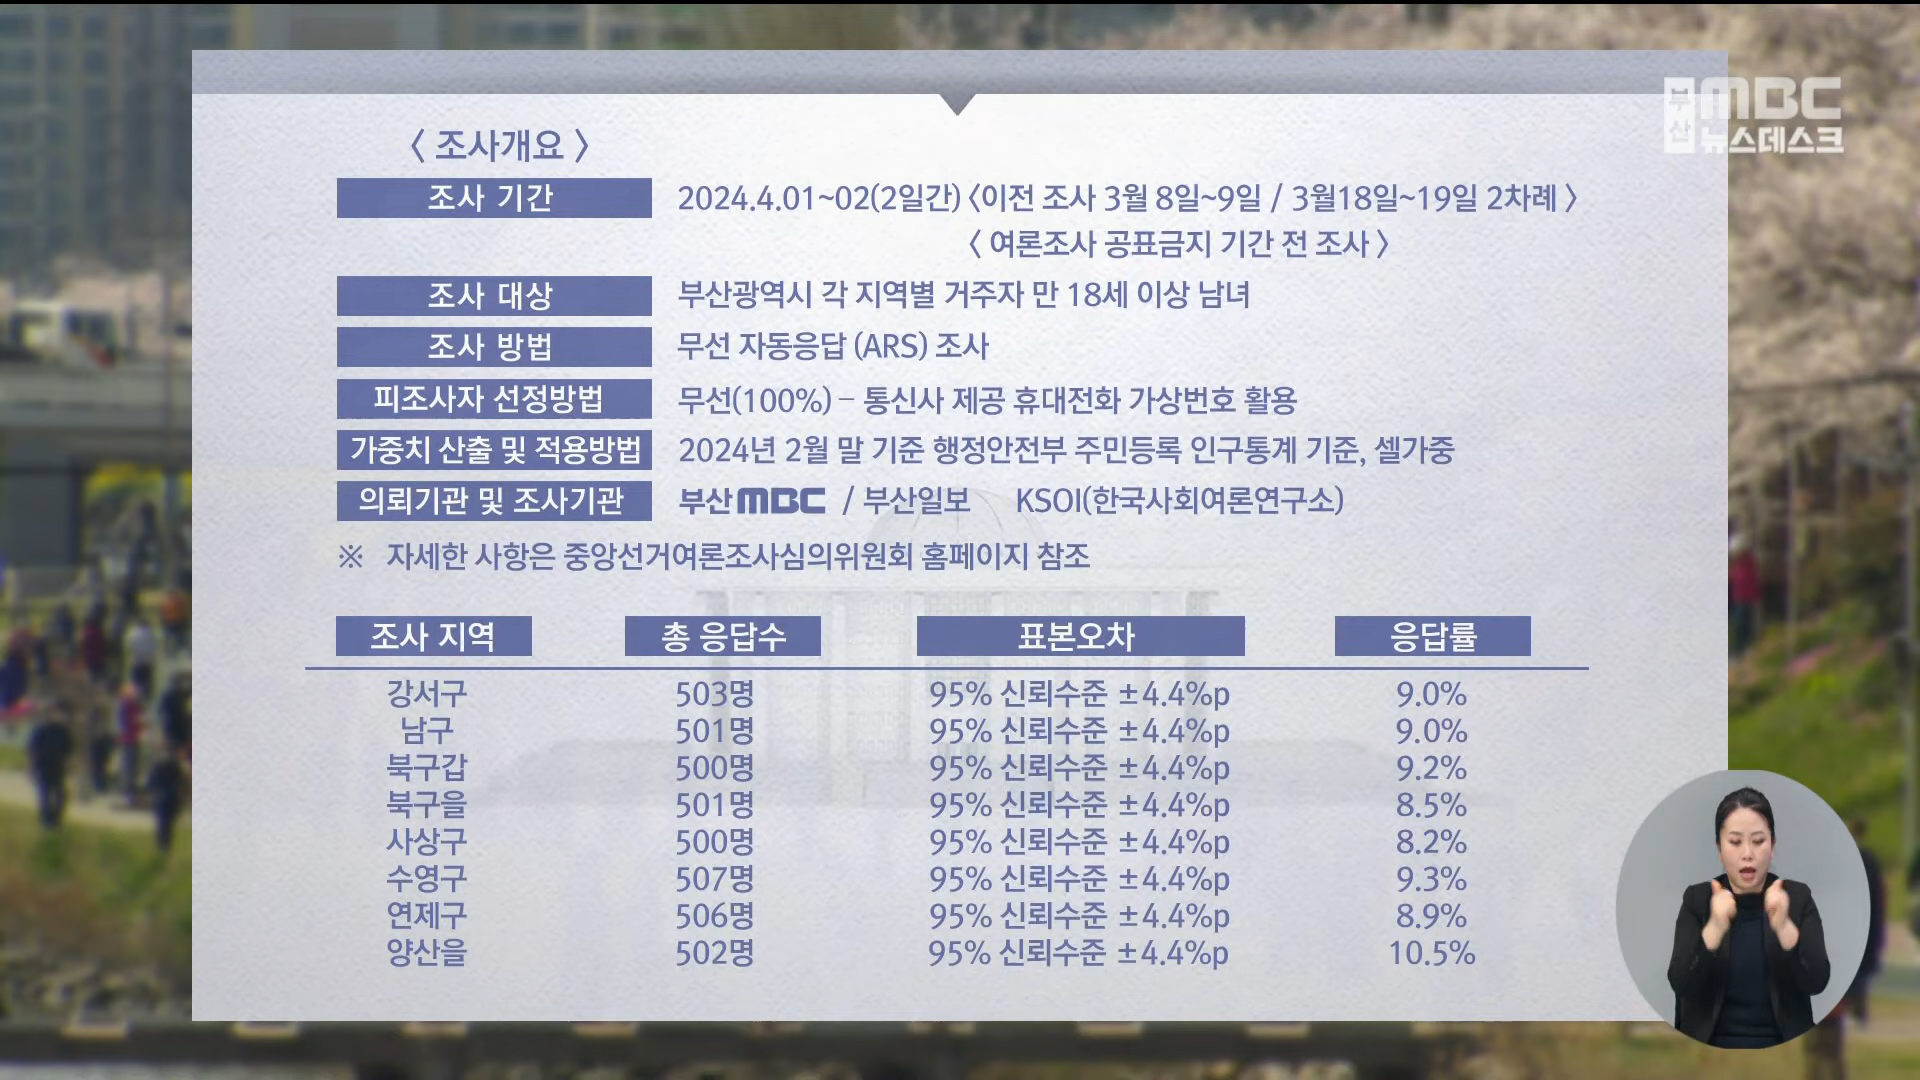 부산 MBC
뉴스데스크
〈 조사개요 〉
조사 기간 2024.4.01~02(2일간) 〈이전 조사 3월 8일~9일 / 3월18일~19일 2차례 〉
〈 여론조사 공표금지 기간 전 조사 〉
조사 대상 부산광역시 각 지역별 거주자 만 18세 이상 남녀
조사 방법 무선 자동응답 (ARS) 조사
피조사자 선정방법 무선(100%) – 통신사 제공 휴대전화 가상번호 활용
가중치 산출 및 적용방법 2024년 2월 말 기준 행정안전부 주민등록 인구통계 기준, 셀가중
의뢰기관 및 조사기관 부산MBC / 부산일보 KSOI(한국사회여론연구소)
※ 자세한 사항은 중앙선거여론조사심의위원회 홈페이지 참조
조사 지역 총 응답수 표본오차 응답률
강서구 503명 95% 신뢰수준 ±4.4%p 9.0%
남구 501명 95% 신뢰수준 ±4.4%p 9.0%
북구갑 500명 95% 신뢰수준 ±4.4%p 9.2%
북구을 501명 95% 신뢰수준 ±4.4%p 8.5%
사상구 500명 95% 신뢰수준 ±4.4%p 8.2%
수영구 507명 95% 신뢰수준 ±4.4%p 9.3%
연제구 506명 95% 신뢰수준 ±4.4%p 8.9%
양산을 502명 95% 신뢰수준 ±4.4%p 10.5%